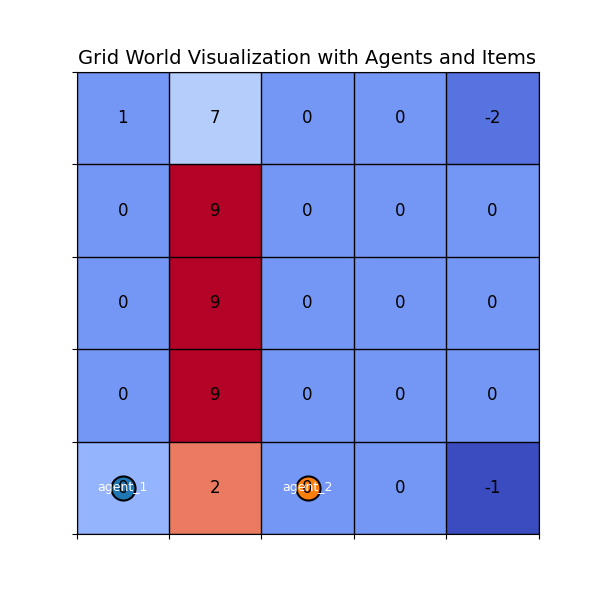 Grid World Visualization with Agents and Items
1 7 0 0 -2
0 9 0 0 0
0 9 0 0 0
0 9 0 0 0
agent_1 2 agent_2 0 -1